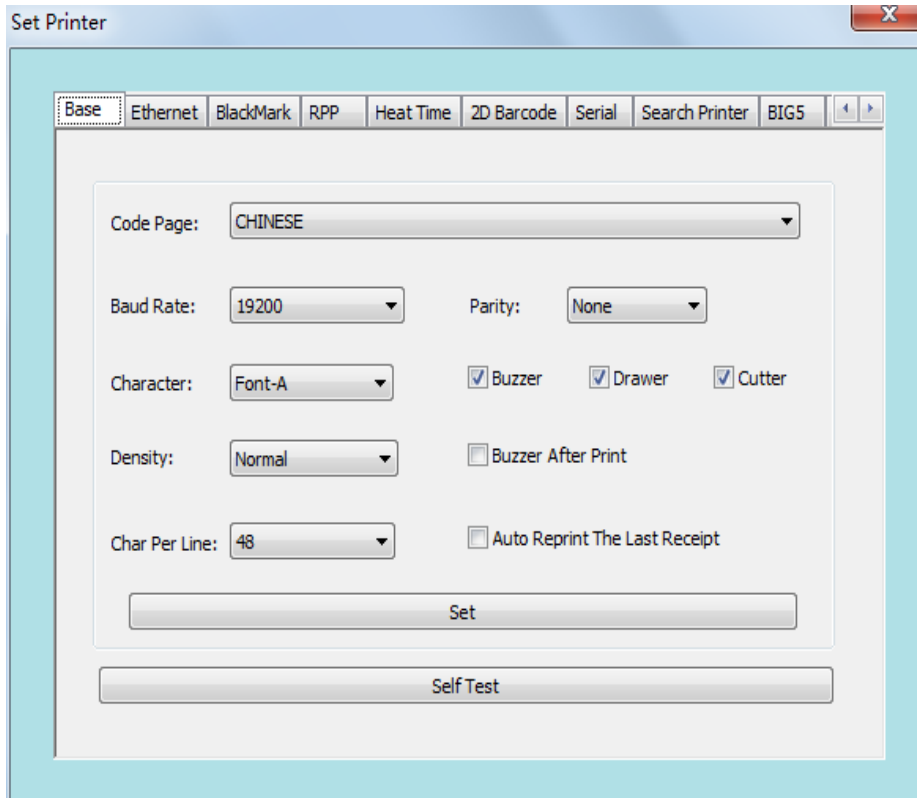 Set Printer
Base Ethernet BlackMark RPP Heat Time 2D Barcode Serial Search Printer BIG5
Code Page: CHINESE
Baud Rate: 19200 Parity: None
Character: Font-A Buzzer Drawer Cutter
Density: Normal Buzzer After Print
Char Per Line: 48 Auto Reprint The Last Receipt
Set
Self Test